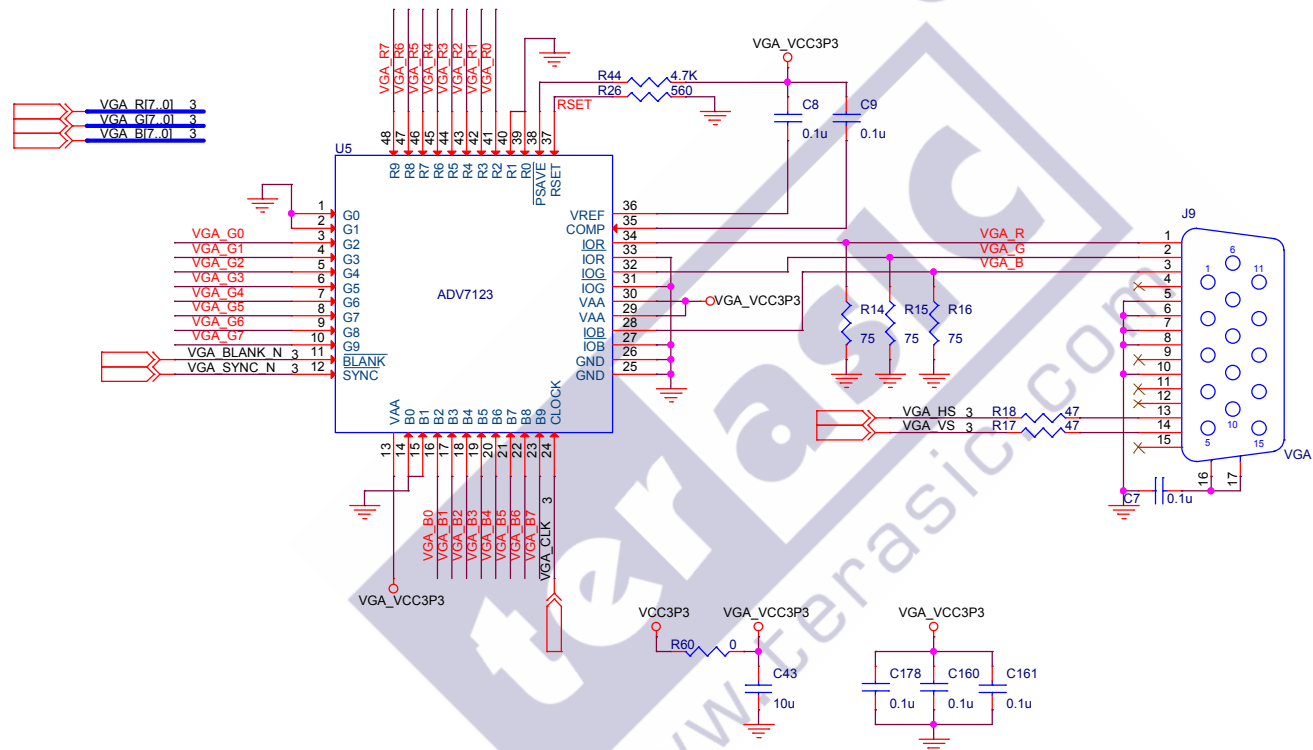 VGA_R[7..0] 3
VGA_G[7..0] 3
VGA_B[7..0] 3
VGA_R7
VGA_R6
VGA_R5
VGA_R4
VGA_R3
VGA_R2
VGA_R1
VGA_R0
VGA_VCC3P3
R44 4.7K
R26 560
RSET
C8
0.1u
C9
0.1u
48
47
46
45
44
43
42
41
40
39
38
37
U5
R9
R8
R7
R6
R5
R4
R3
R2
R1
R0
PSAVE
RSET
1 G0
2 G1
VGA_G0 3 G2
VGA_G1 4 G3
VGA_G2 5 G4
VGA_G3 6 G5
VGA_G4 7 G6
VGA_G5 8 G7
VGA_G6 9 G8
VGA_G7 10 G9
VGA_BLANK_N 3 11 BLANK
VGA_SYNC_N 3 12 SYNC
ADV7123
VREF 36
COMP 35
IOR 34
IOR 33
IOG 32
IOG 31
VAA 30
VAA 29
IOB 28
IOB 27
GND 26
GND 25
VGA_VCC3P3
VGA_R
VGA_G
VGA_B
R14
75
R15
75
R16
75
J9
1
2
3
4
5
6
7
8
9
10
11
12
13
14
15
6
1
11
10
5
15
VGA
16
17
C7 0.1u
VGA_HS 3 R18 47
VGA_VS 3 R17 47
VAA
B0
B1
B2
B3
B4
B5
B6
B7
B8
B9
CLOCK
13
14
15
16
17
18
19
20
21
22
23
24
VGA_B0
VGA_B1
VGA_B2
VGA_B3
VGA_B4
VGA_B5
VGA_B6
VGA_B7
VGA_CLK 3
VGA_VCC3P3
VCC3P3
R60 0
VGA_VCC3P3
C43
10u
VGA_VCC3P3
C178
0.1u
C160
0.1u
C161
0.1u
terasic
www.terasic.com